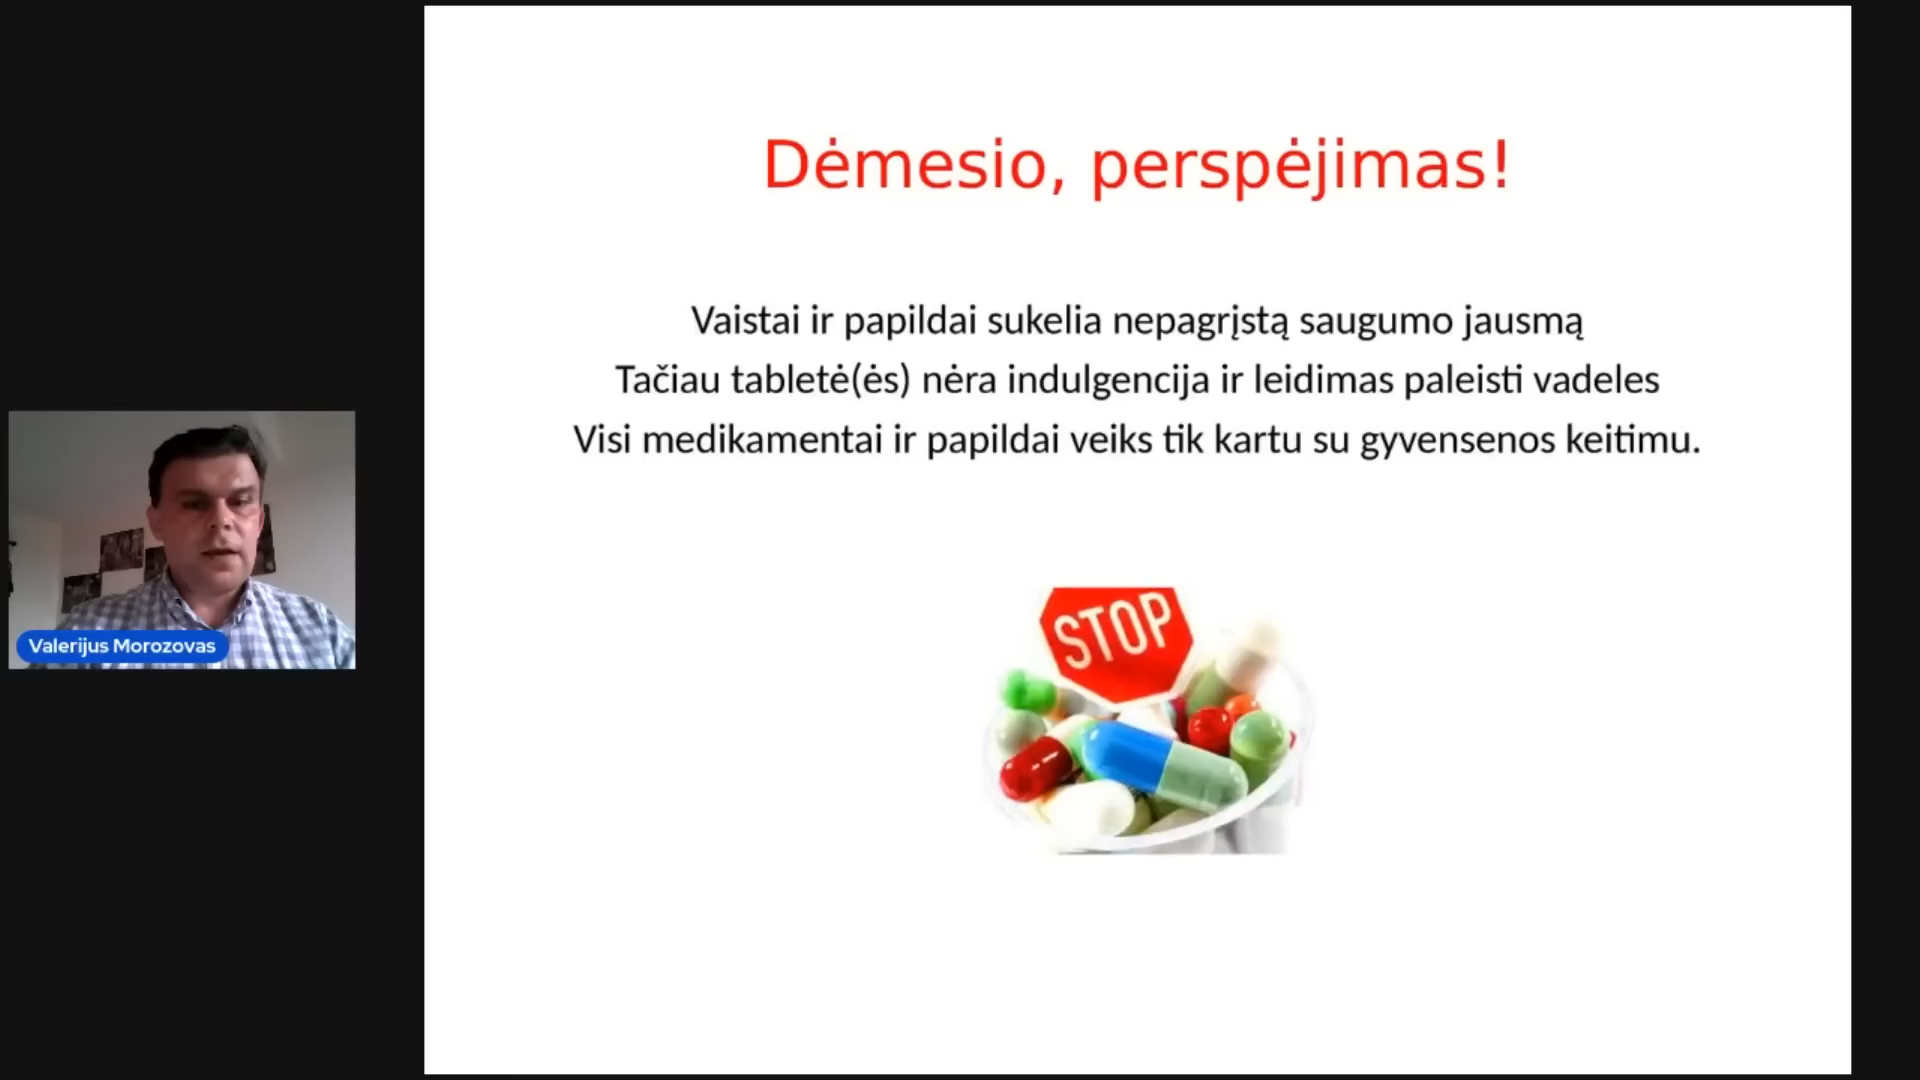 Dėmesio, perspėjimas!
Vaistai ir papildai sukelia nepagrįstą saugumo jausmą
Tačiau tabletė(ės) nėra indulgencija ir leidimas paleisti vadeles
Visi medikamentai ir papildai veiks tik kartu su gyvensenos keitimu.
STOP
Valerijus Morozovas